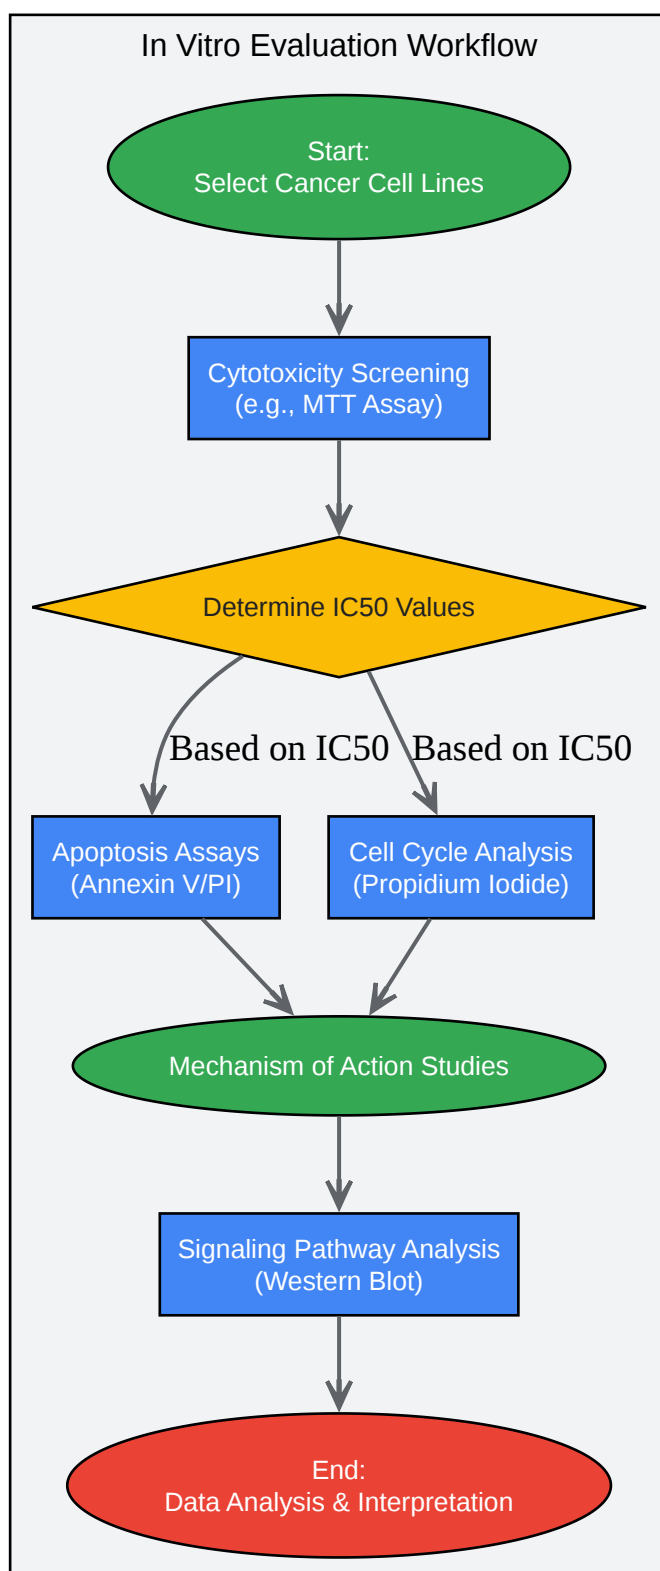 In Vitro Evaluation Workflow
Start:
Select Cancer Cell Lines
Cytotoxicity Screening
(e.g., MTT Assay)
Determine IC50 Values
Based on IC50
Based on IC50
Apoptosis Assays
(Annexin V/PI)
Cell Cycle Analysis
(Propidium Iodide)
Mechanism of Action Studies
Signaling Pathway Analysis
(Western Blot)
End:
Data Analysis & Interpretation